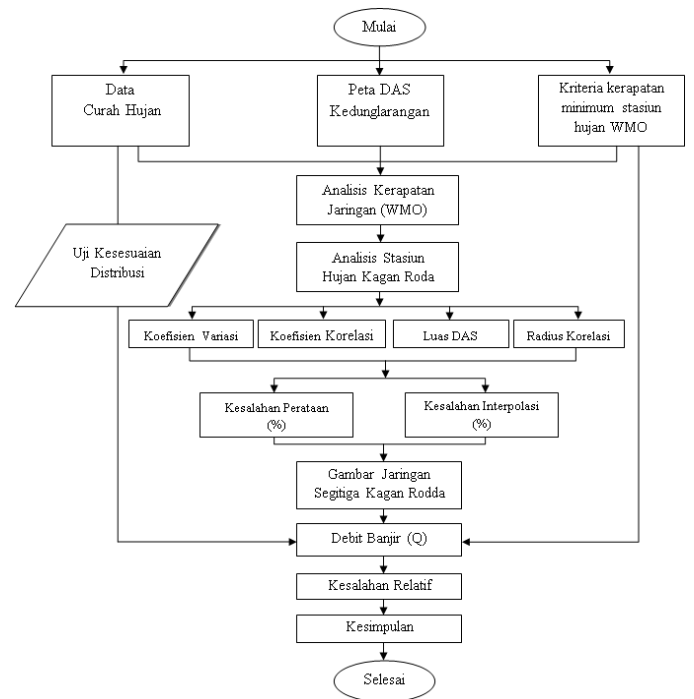 Mulai
Data
Curah Hujan
Peta DAS
Kedunglarangan
Kriteria kerapatan
minimum stasiun
hujan WMO
Analisis Kerapatan
Jaringan (WMO)
Uji Kesesuaian
Distribusi
Analisis Stasiun
Hujan Kagan Roda
Koefisien Variasi
Koefisien Korelasi
Luas DAS
Radius Korelasi
Kesalahan Perataan
(%)
Kesalahan Interpolasi
(%)
Gambar Jaringan
Segitiga Kagan Rodda
Debit Banjir (Q)
Kesalahan Relatif
Kesimpulan
Selesai